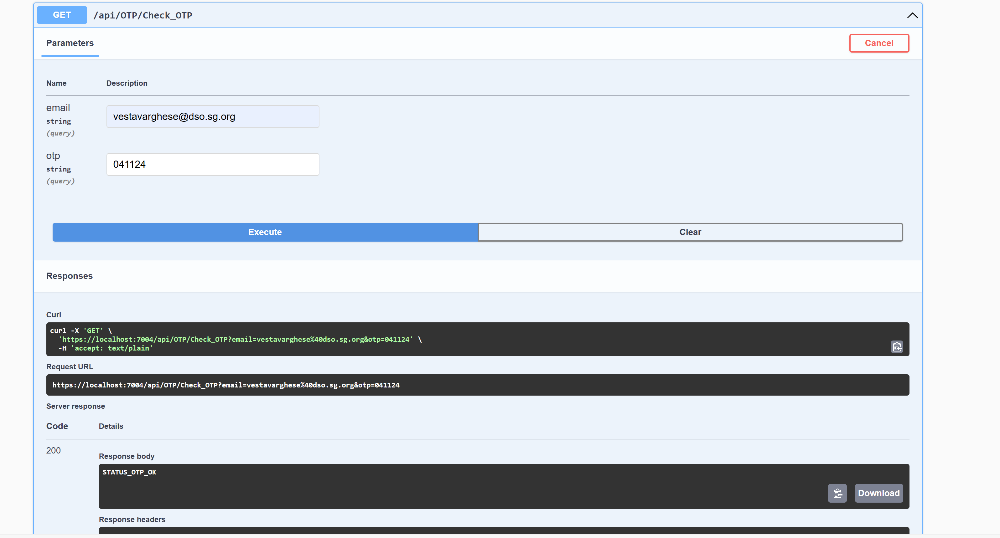 GET /api/OTP/Check_OTP
Parameters
Cancel
Name Description
email
string
(query)
vestavarghese@dso.sg.org
otp
string
(query)
041124
Execute
Clear
Responses
Curl
curl -X 'GET' \
'https://localhost:7004/api/OTP/Check_OTP?email=vestavarghese%40dso.sg.org&otp=041124' \
-H 'accept: text/plain'
Request URL
https://localhost:7004/api/OTP/Check_OTP?email=vestavarghese%40dso.sg.org&otp=041124
Server response
Code Details
200
Response body
STATUS_OTP_OK
Download
Response headers